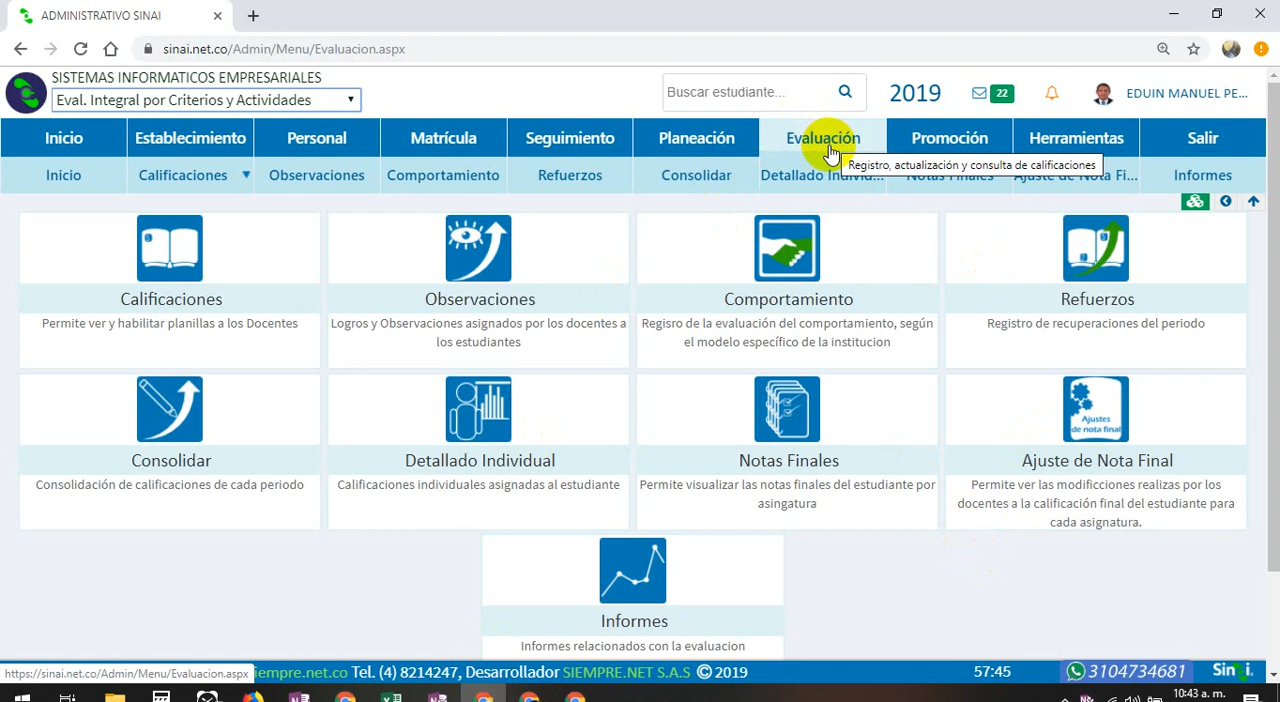 ADMINISTRATIVO SINAI
sinai.net.co/Admin/Menu/Evaluacion.aspx
SISTEMAS INFORMATICOS EMPRESARIALES
Eval. Integral por Criterios y Actividades
Buscar estudiante...
2019
22
EDUIN MANUEL PE...
Inicio Establecimiento Personal Matrícula Seguimiento Planeación Evaluación Promoción Herramientas Salir
Registro, actualización y consulta de calificaciones
Inicio Calificaciones Observaciones Comportamiento Refuerzos Consolidar Detallado Individ... Notas Finales Ajuste de Nota Fi... Informes
Calificaciones
Permite ver y habilitar planillas a los Docentes
Observaciones
Logros y Observaciones asignados por los docentes a
los estudiantes
Comportamiento
Regisro de la evaluación del comportamiento, según
el modelo específico de la institucion
Refuerzos
Registro de recuperaciones del periodo
Consolidar
Consolidación de calificaciones de cada periodo
Detallado Individual
Calificaciones individuales asignadas al estudiante
Notas Finales
Permite visualizar las notas finales del estudiante por
asingatura
Ajustes
de nota final
Ajuste de Nota Final
Permite ver las modificciones realizas por los
docentes a la calificación final del estudiante para
cada asignatura.
Informes
Informes relacionados con la evaluacion
https://sinai.net.co/Admin/Menu/Evaluacion.aspx
iempre.net.co Tel. (4) 8214247, Desarrollador SIEMPRE.NET S.A.S © 2019
57:45
3104734681
10:43 a. m.